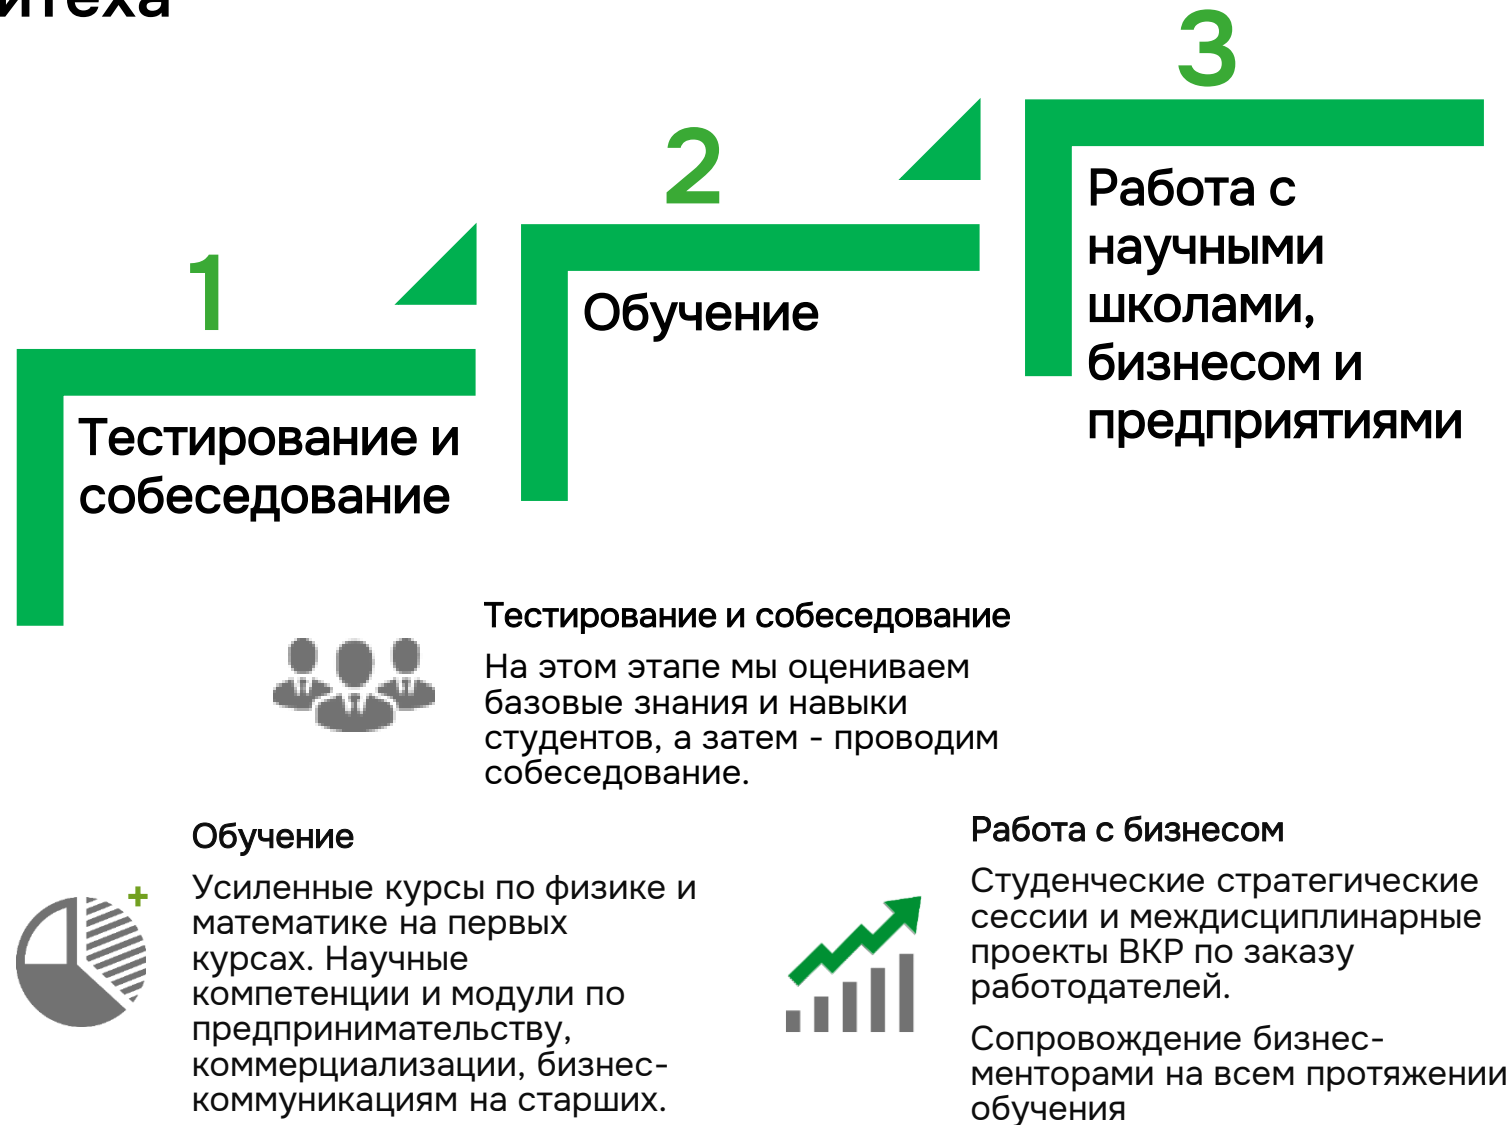 1
Тестирование и
собеседование
2
Обучение
3
Работа с
научными
школами,
бизнесом и
предприятиями
Тестирование и собеседование
На этом этапе мы оцениваем
базовые знания и навыки
студентов, а затем - проводим
собеседование.
Обучение
Усиленные курсы по физике и
математике на первых
курсах. Научные
компетенции и модули по
предпринимательству,
коммерциализации, бизнес-
коммуникациям на старших.
Работа с бизнесом
Студенческие стратегические
сессии и междисциплинарные
проекты ВКР по заказу
работодателей.
Сопровождение бизнес-
менторами на всем протяжении
обучения